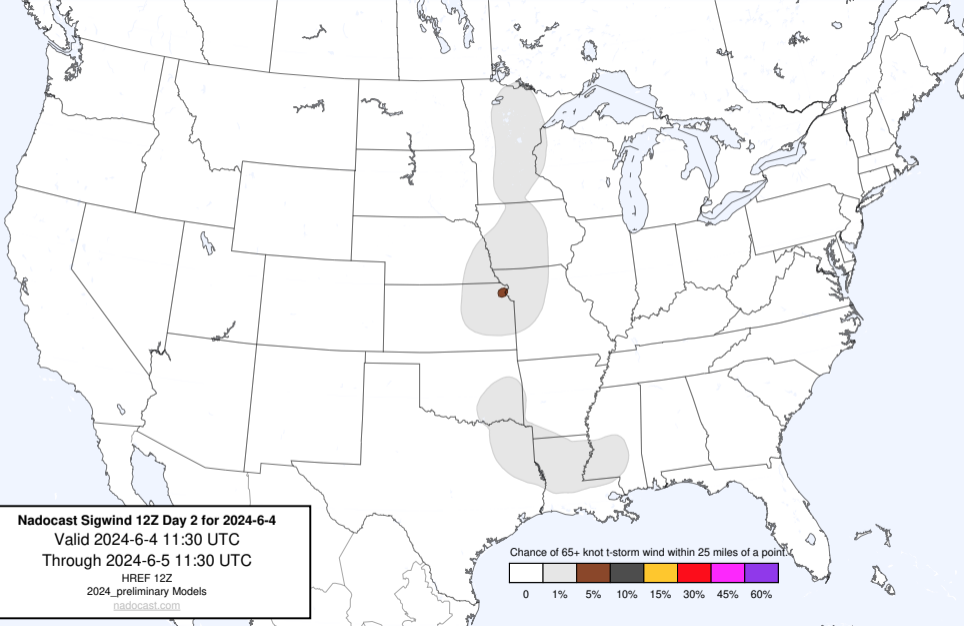 Nadocast Sigwind 12Z Day 2 for 2024-6-4
Valid 2024-6-4 11:30 UTC
Through 2024-6-5 11:30 UTC
HREF 12Z
2024_preliminary Models
nadocast.com
Chance of 65+ knot t-storm wind within 25 miles of a point.
0 1% 5% 10% 15% 30% 45% 60%